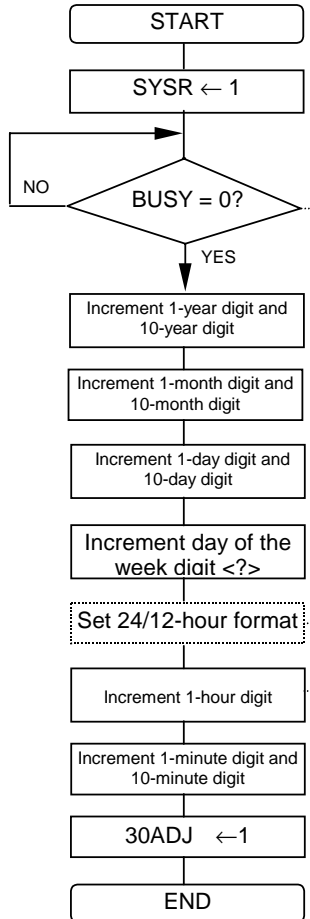 START
SYSR ← 1
NO
BUSY = 0?
YES
Increment 1-year digit and
10-year digit
Increment 1-month digit and
10-month digit
Increment 1-day digit and
10-day digit
Increment day of the
week digit <?>
Set 24/12-hour format
Increment 1-hour digit
Increment 1-minute digit and
10-minute digit
30ADJ ←1
END